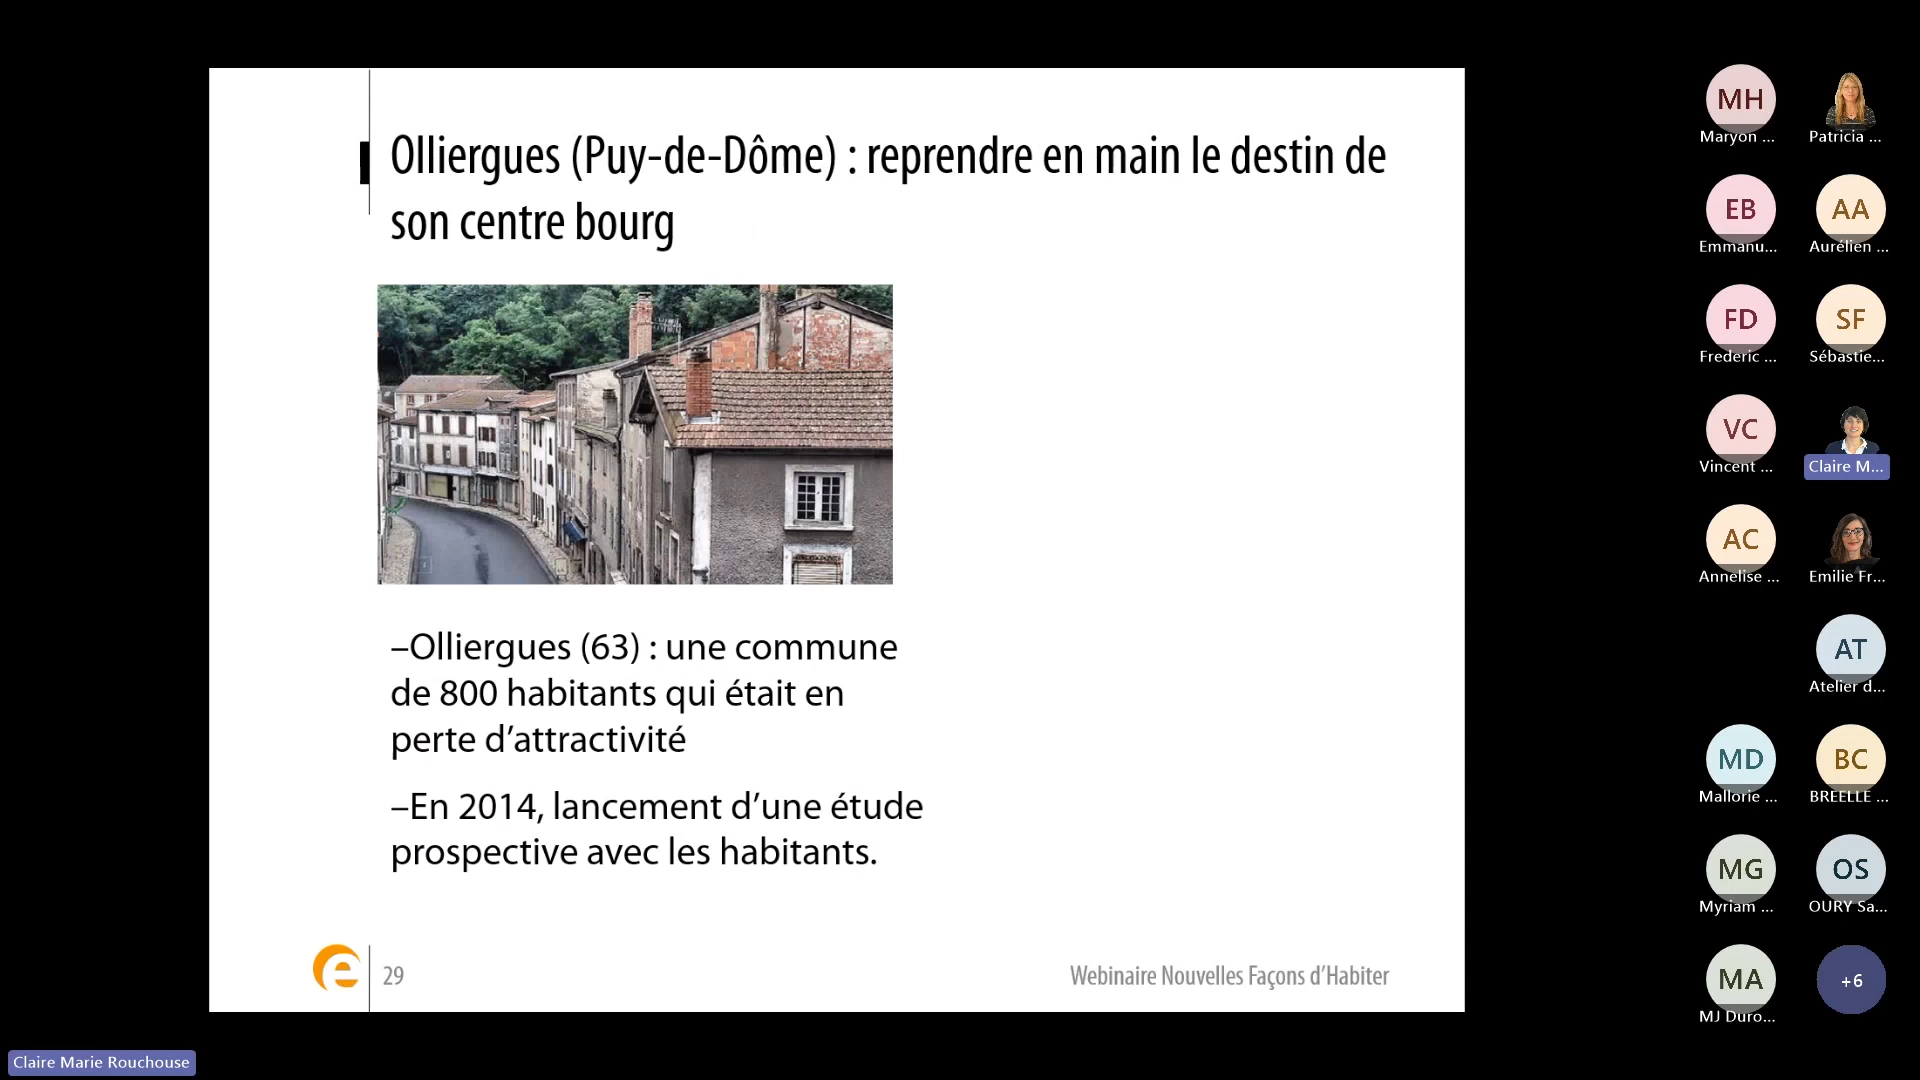 Olliergues (Puy-de-Dôme) : reprendre en main le destin de
son centre bourg
–Olliergues (63) : une commune
de 800 habitants qui était en
perte d’attractivité
–En 2014, lancement d’une étude
prospective avec les habitants.
e
29
Webinaire Nouvelles Façons d’Habiter
MH
Maryon ...
Patricia ...
EB
Emmanu...
AA
Aurélien ...
FD
Frederic ...
SF
Sébastie...
VC
Vincent ...
Claire M...
AC
Annelise ...
Emilie Fr...
AT
Atelier d...
MD
Mallorie ...
BC
BREELLE ...
MG
Myriam ...
OS
OURY Sa...
MA
MJ Duro...
+6
Claire Marie Rouchouse